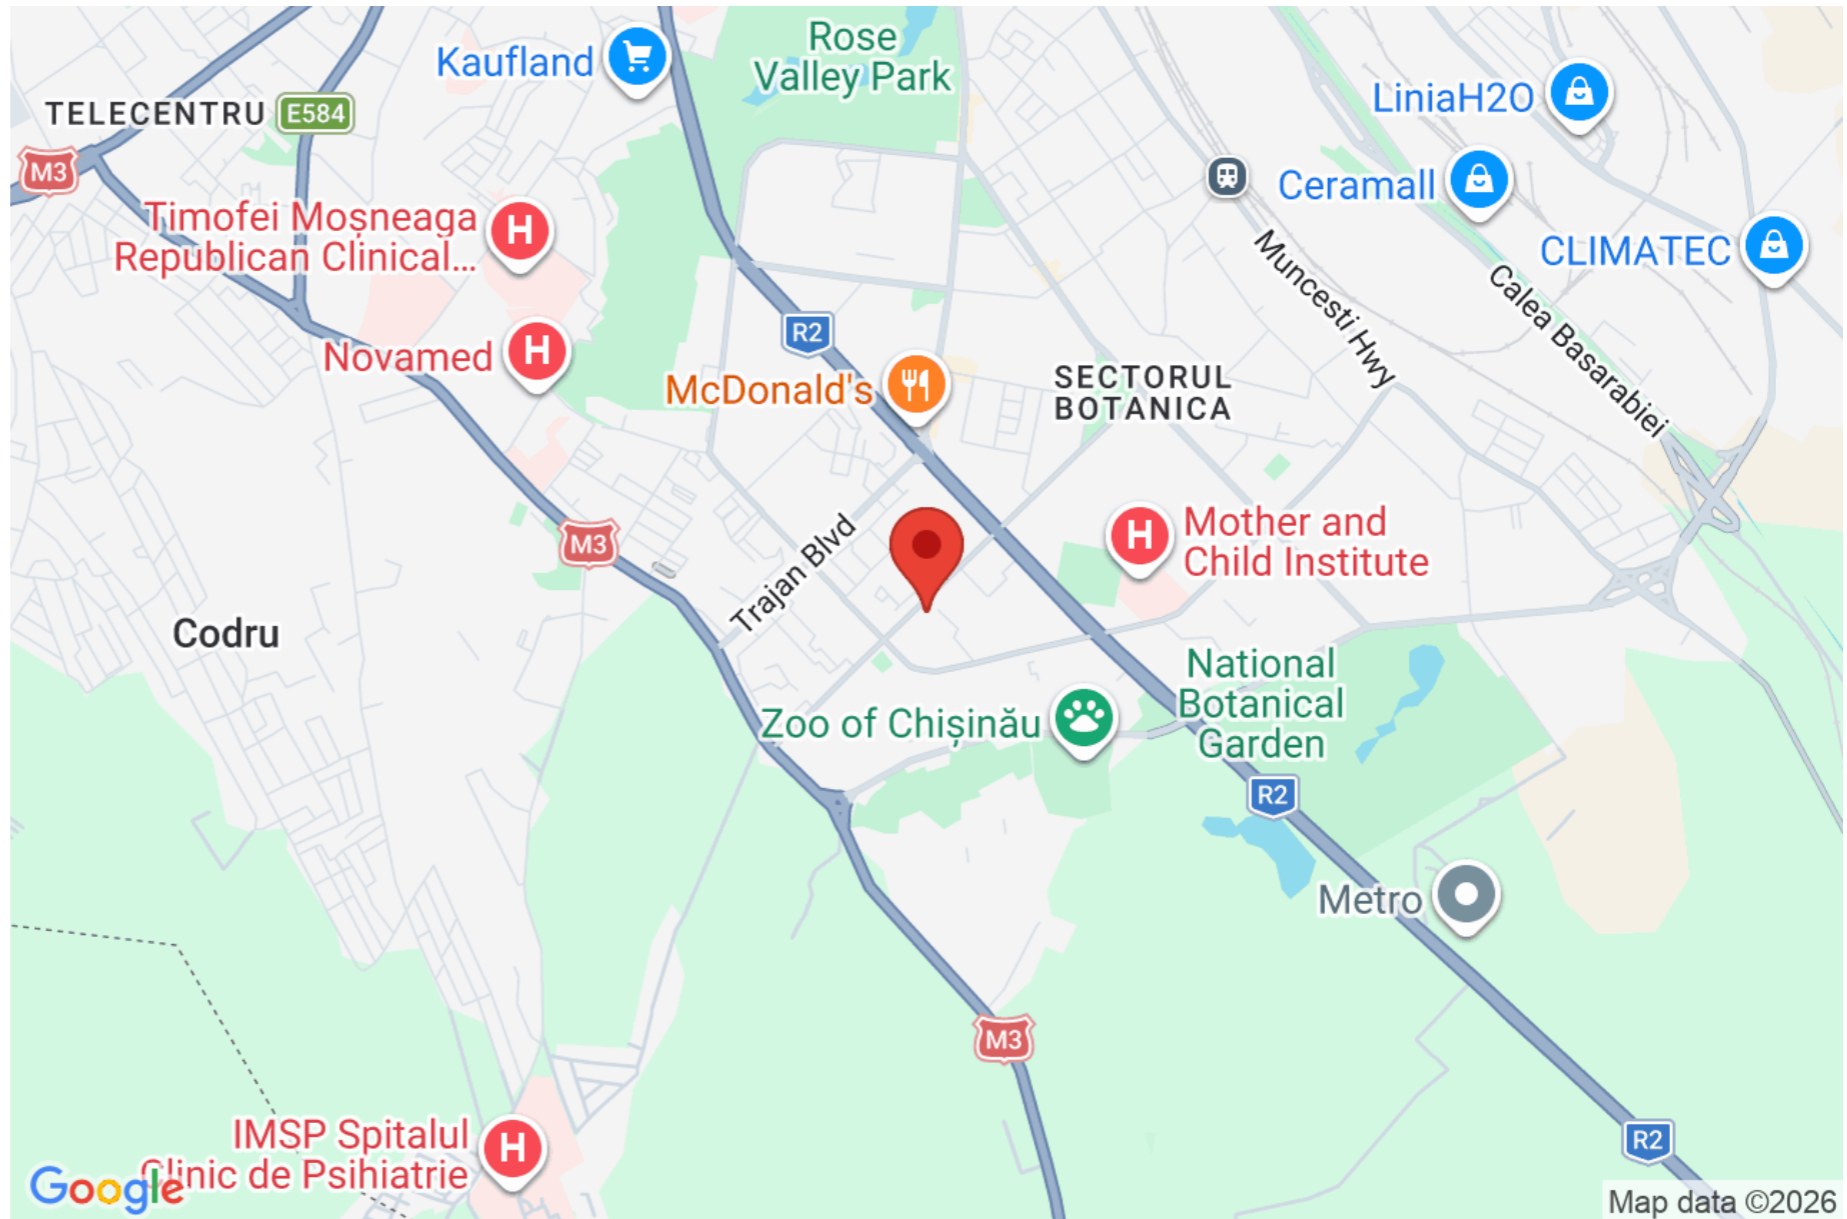 Rose
Valley Park
Kaufland
LiniaH2O
TELECENTRU
E584
M3
Ceramall
Timofei Moșneaga
Republican Clinical...
CLIMATEC
Muncesti Hwy
Calea Basarabiei
R2
Novamed
McDonald's
SECTORUL
BOTANICA
M3
Trajan Blvd
Mother and
Child Institute
Codru
National
Botanical
Garden
Zoo of Chișinău
R2
Metro
M3
IMSP Spitalul
Clinic de Psihiatrie
R2
Google
Map data ©2026
H
H
H
H